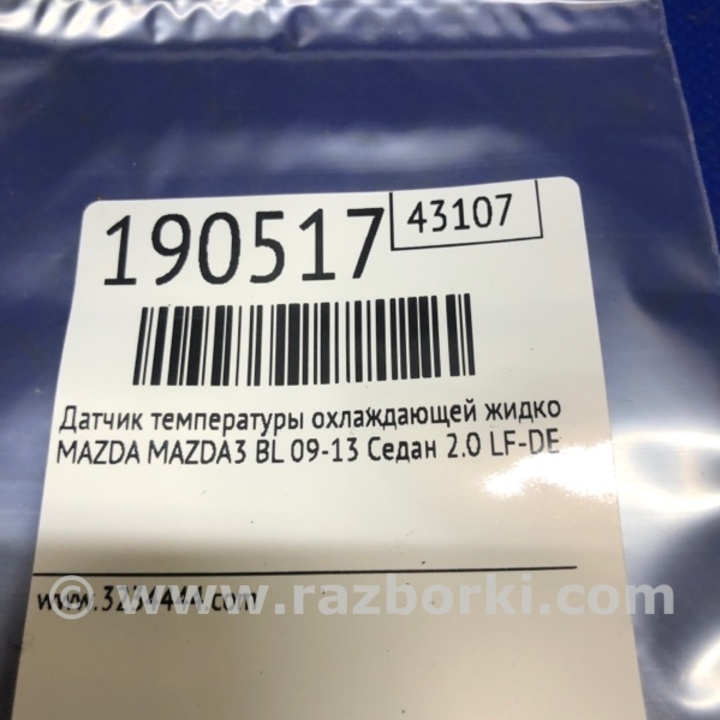 190517
43107
Датчик температуры охлаждающей жидко
MAZDA MAZDA3 BL 09-13 Седан 2.0 LF-DE
© www.razborki.com